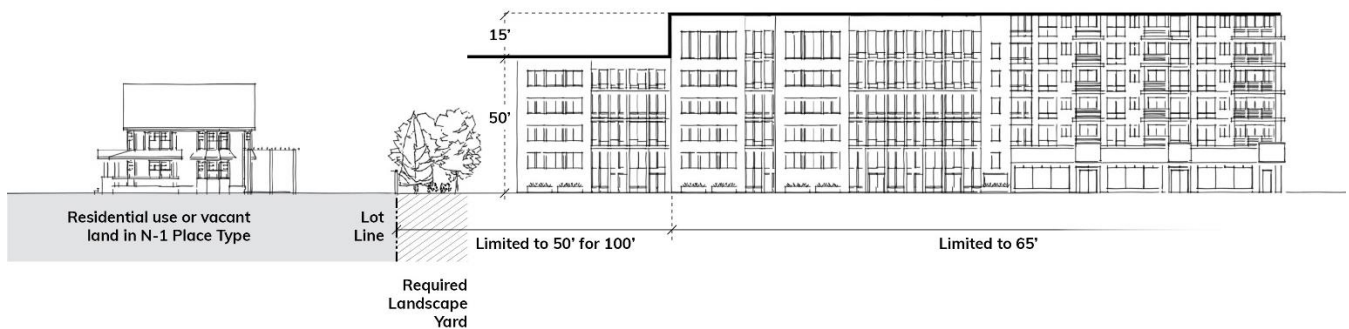 15’
50’
Residential use or vacant
land in N-1 Place Type
Lot
Line
Limited to 50’ for 100’
Limited to 65’
Required
Landscape
Yard